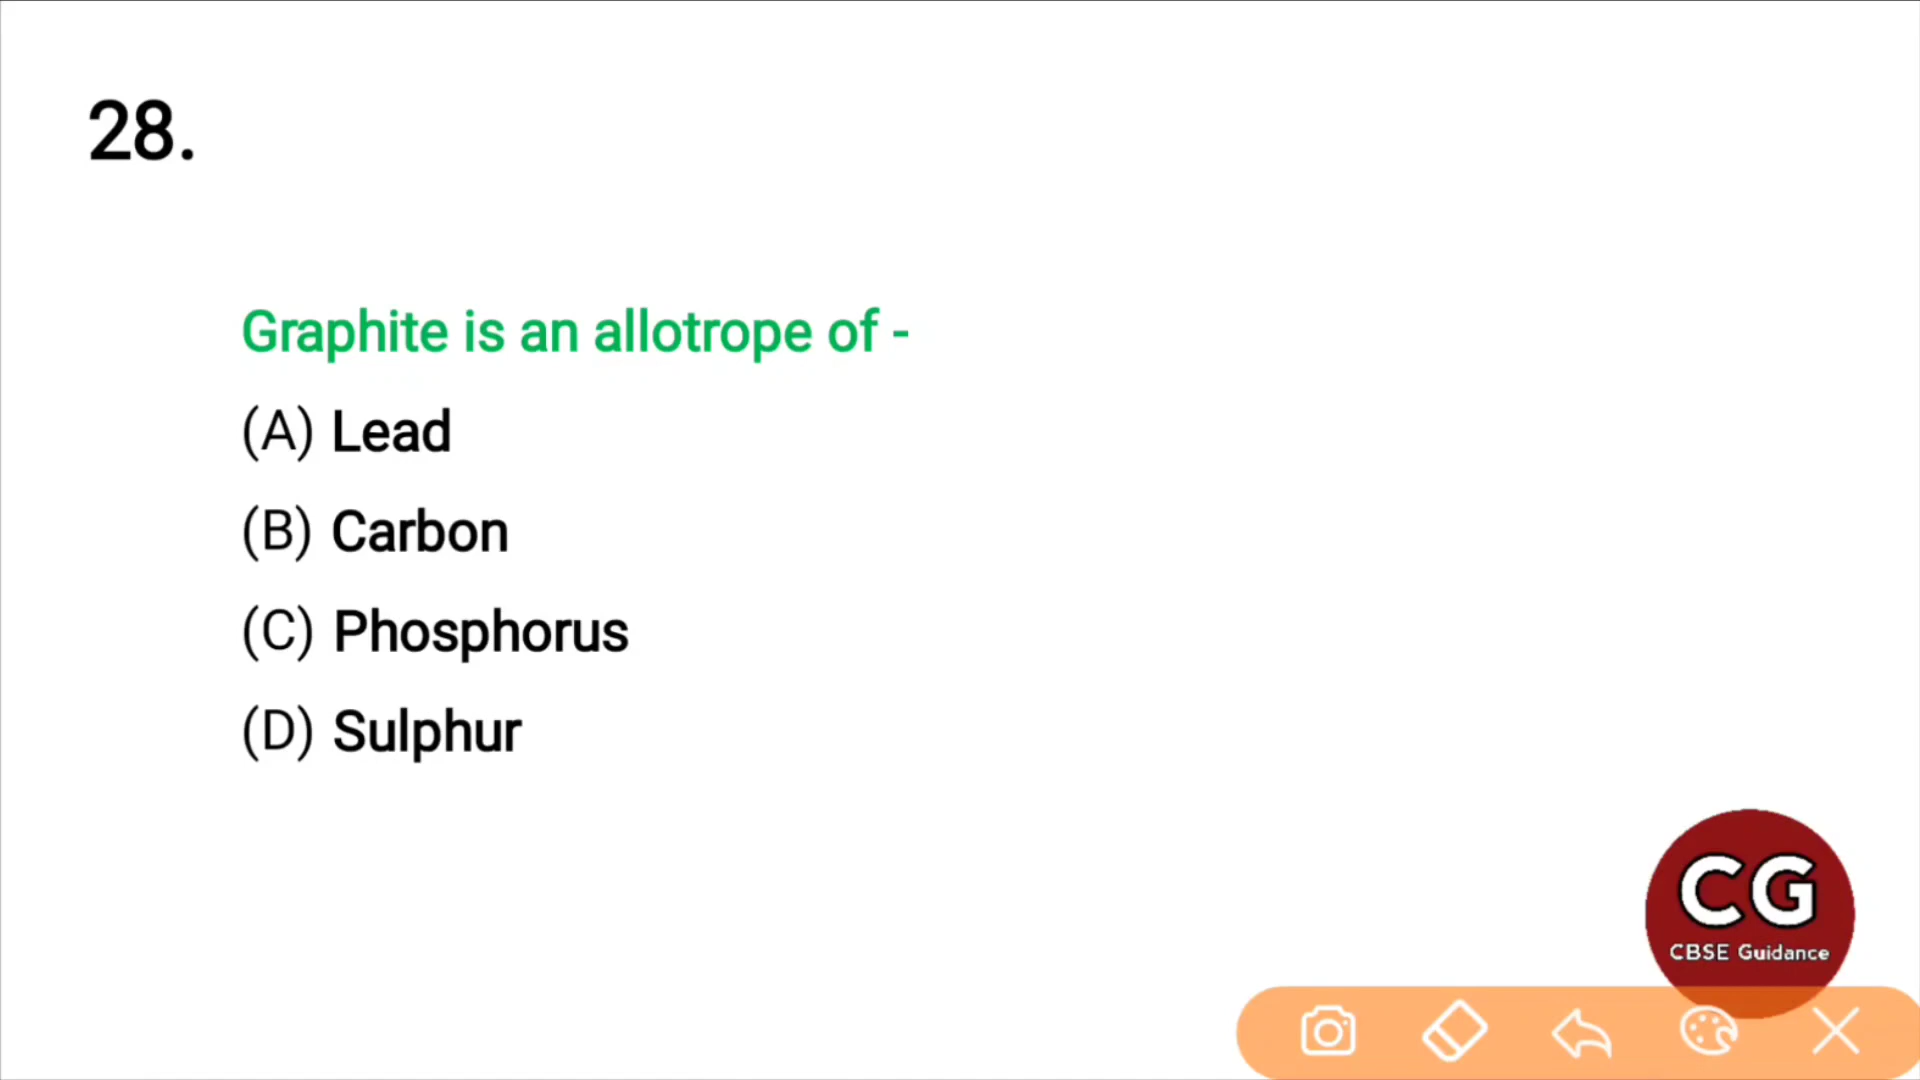 28.
Graphite is an allotrope of -
(A) Lead
(B) Carbon
(C) Phosphorus
(D) Sulphur
CG
CBSE Guidance